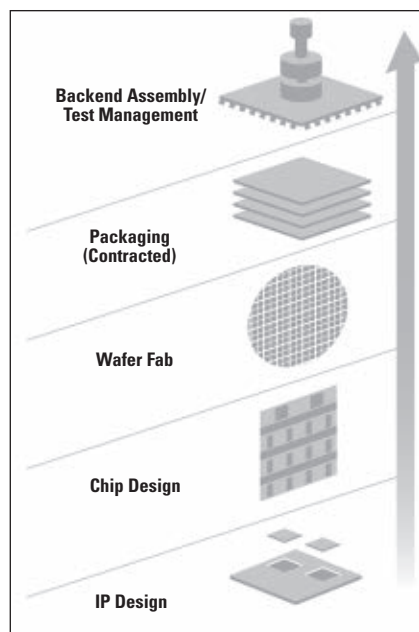 Backend Assembly/
Test Management
Packaging
(Contracted)
Wafer Fab
Chip Design
IP Design